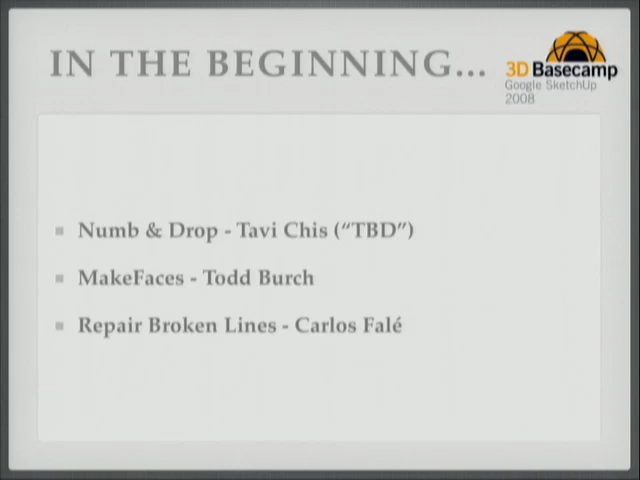 IN THE BEGINNING...
3D Basecamp
Google SketchUp
2008
Numb & Drop - Tavi Chis (“TBD”)
MakeFaces - Todd Burch
Repair Broken Lines - Carlos Falé